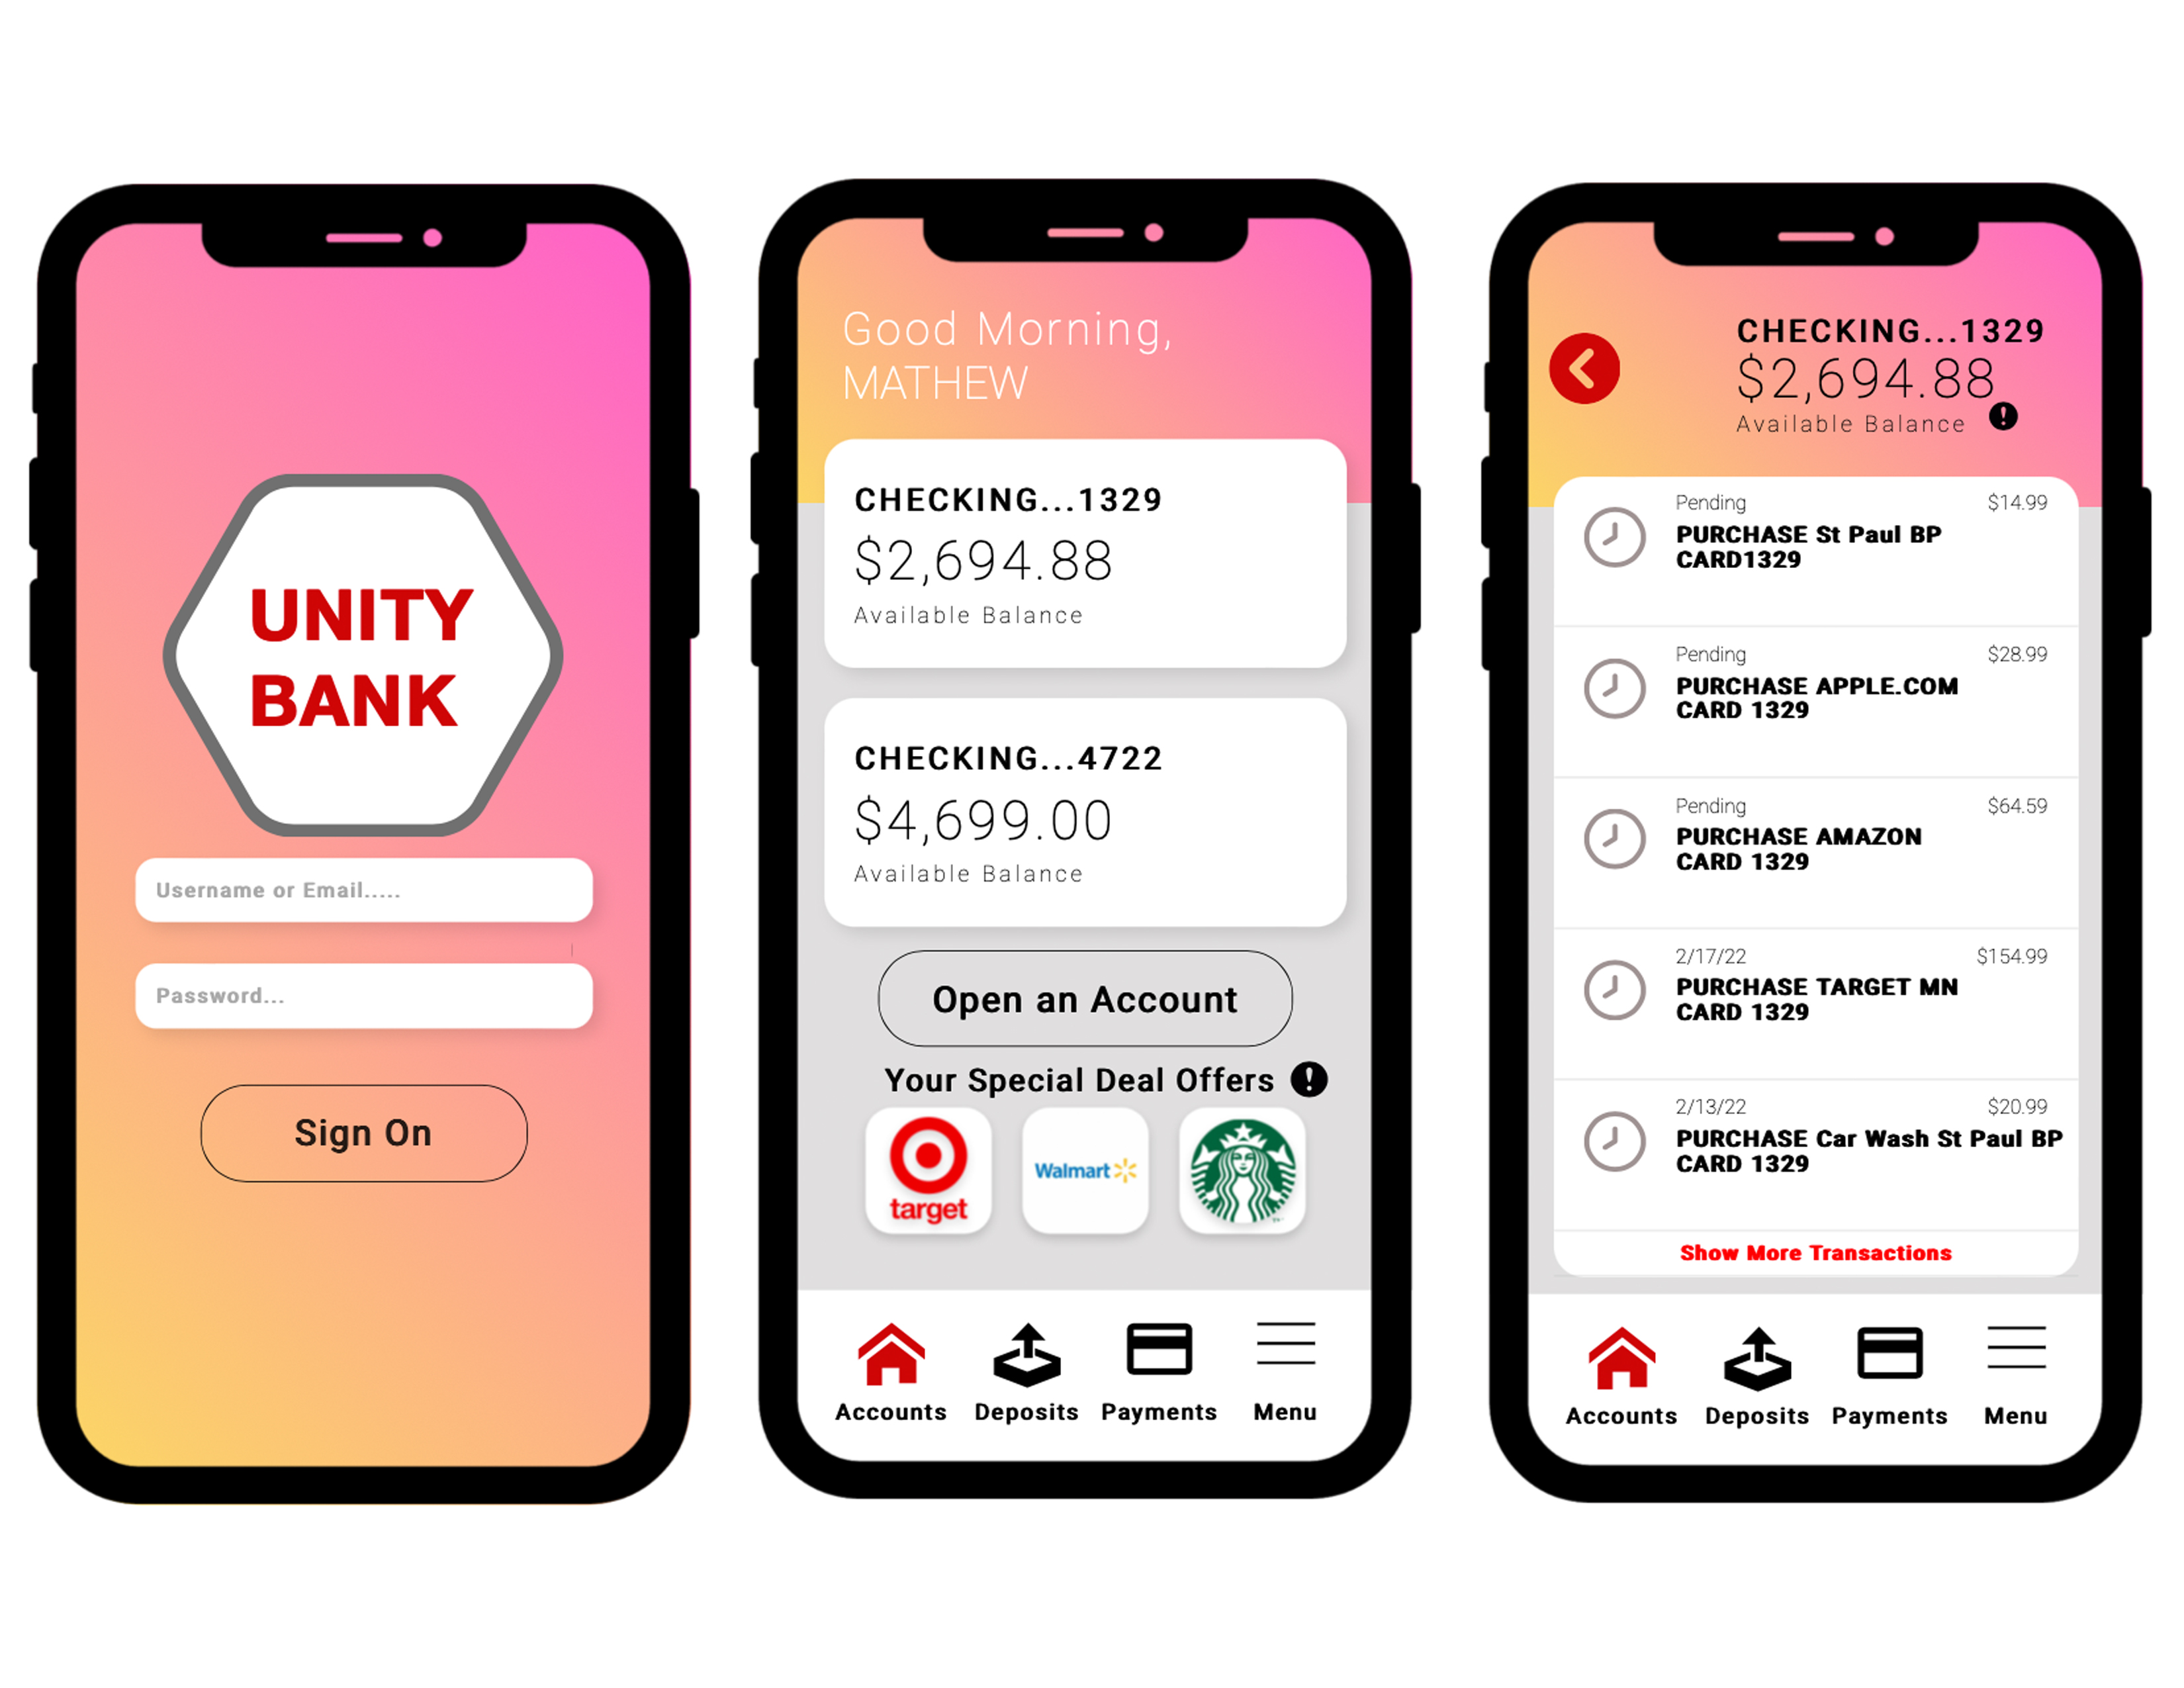 UNITY
BANK
Username or Email.....
Password...
Sign On
Good Morning,
MATHEW
CHECKING...1329
$2,694.88
Available Balance
CHECKING...4722
$4,699.00
Available Balance
Open an Account
Your Special Deal Offers
target
Walmart
Accounts
Deposits
Payments
Menu
CHECKING...1329
$2,694.88
Available Balance
Pending $14.99
PURCHASE St Paul BP
CARD1329
Pending $28.99
PURCHASE APPLE.COM
CARD 1329
Pending $64.59
PURCHASE AMAZON
CARD 1329
2/17/22 $154.99
PURCHASE TARGET MN
CARD 1329
2/13/22 $20.99
PURCHASE Car Wash St Paul BP
CARD 1329
Show More Transactions
Accounts
Deposits
Payments
Menu